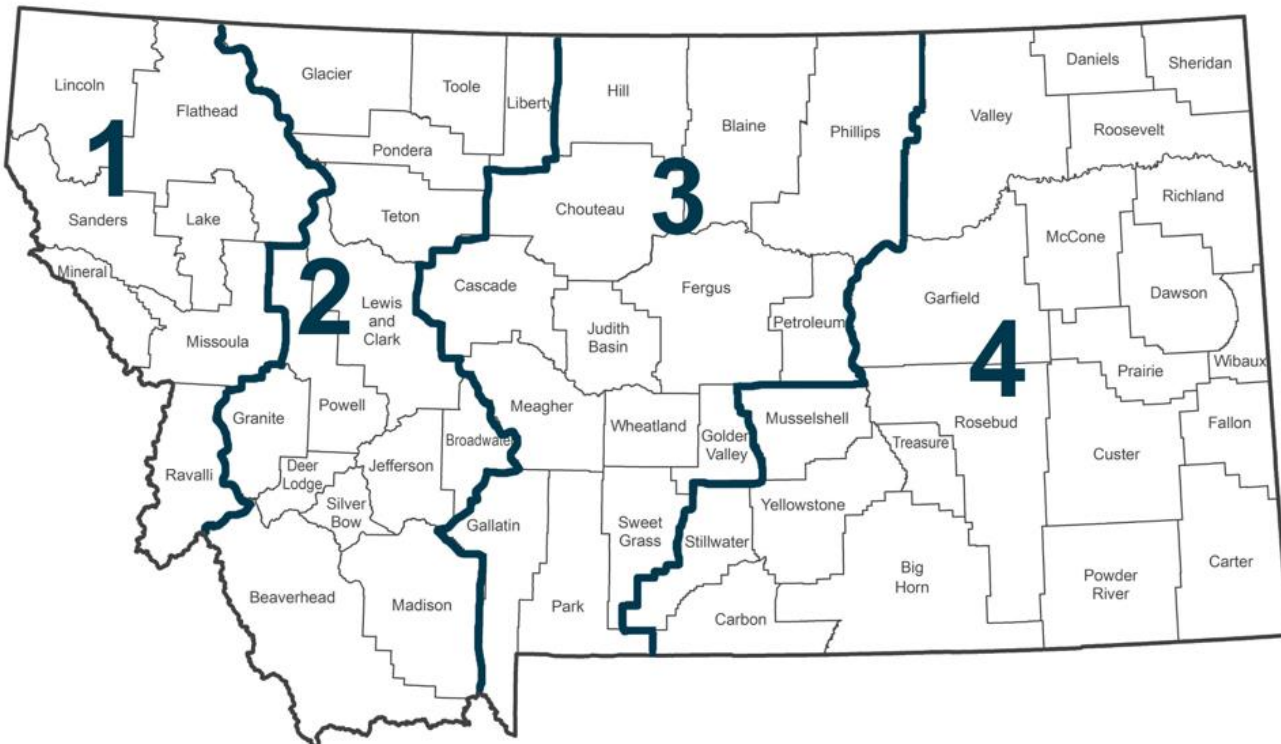 Lincoln
Flathead
Glacier
Toole
Liberty
Hill
Blaine
Phillips
Valley
Daniels
Sheridan
Roosevelt
1
Sanders
Lake
Pondera
Teton
Chouteau
3
McCone
Richland
Mineral
Missoula
2
Lewis
and
Clark
Cascade
Judith
Basin
Fergus
Petroleum
Garfield
4
Dawson
Prairie
Wibaux
Ravalli
Granite
Powell
Deer
Lodge
Silver
Bow
Jefferson
Broadwater
Meagher
Wheatland
Golden
Valley
Musselshell
Treasure
Rosebud
Custer
Fallon
Beaverhead
Madison
Gallatin
Park
Sweet
Grass
Stillwater
Yellowstone
Carbon
Big
Horn
Powder
River
Carter